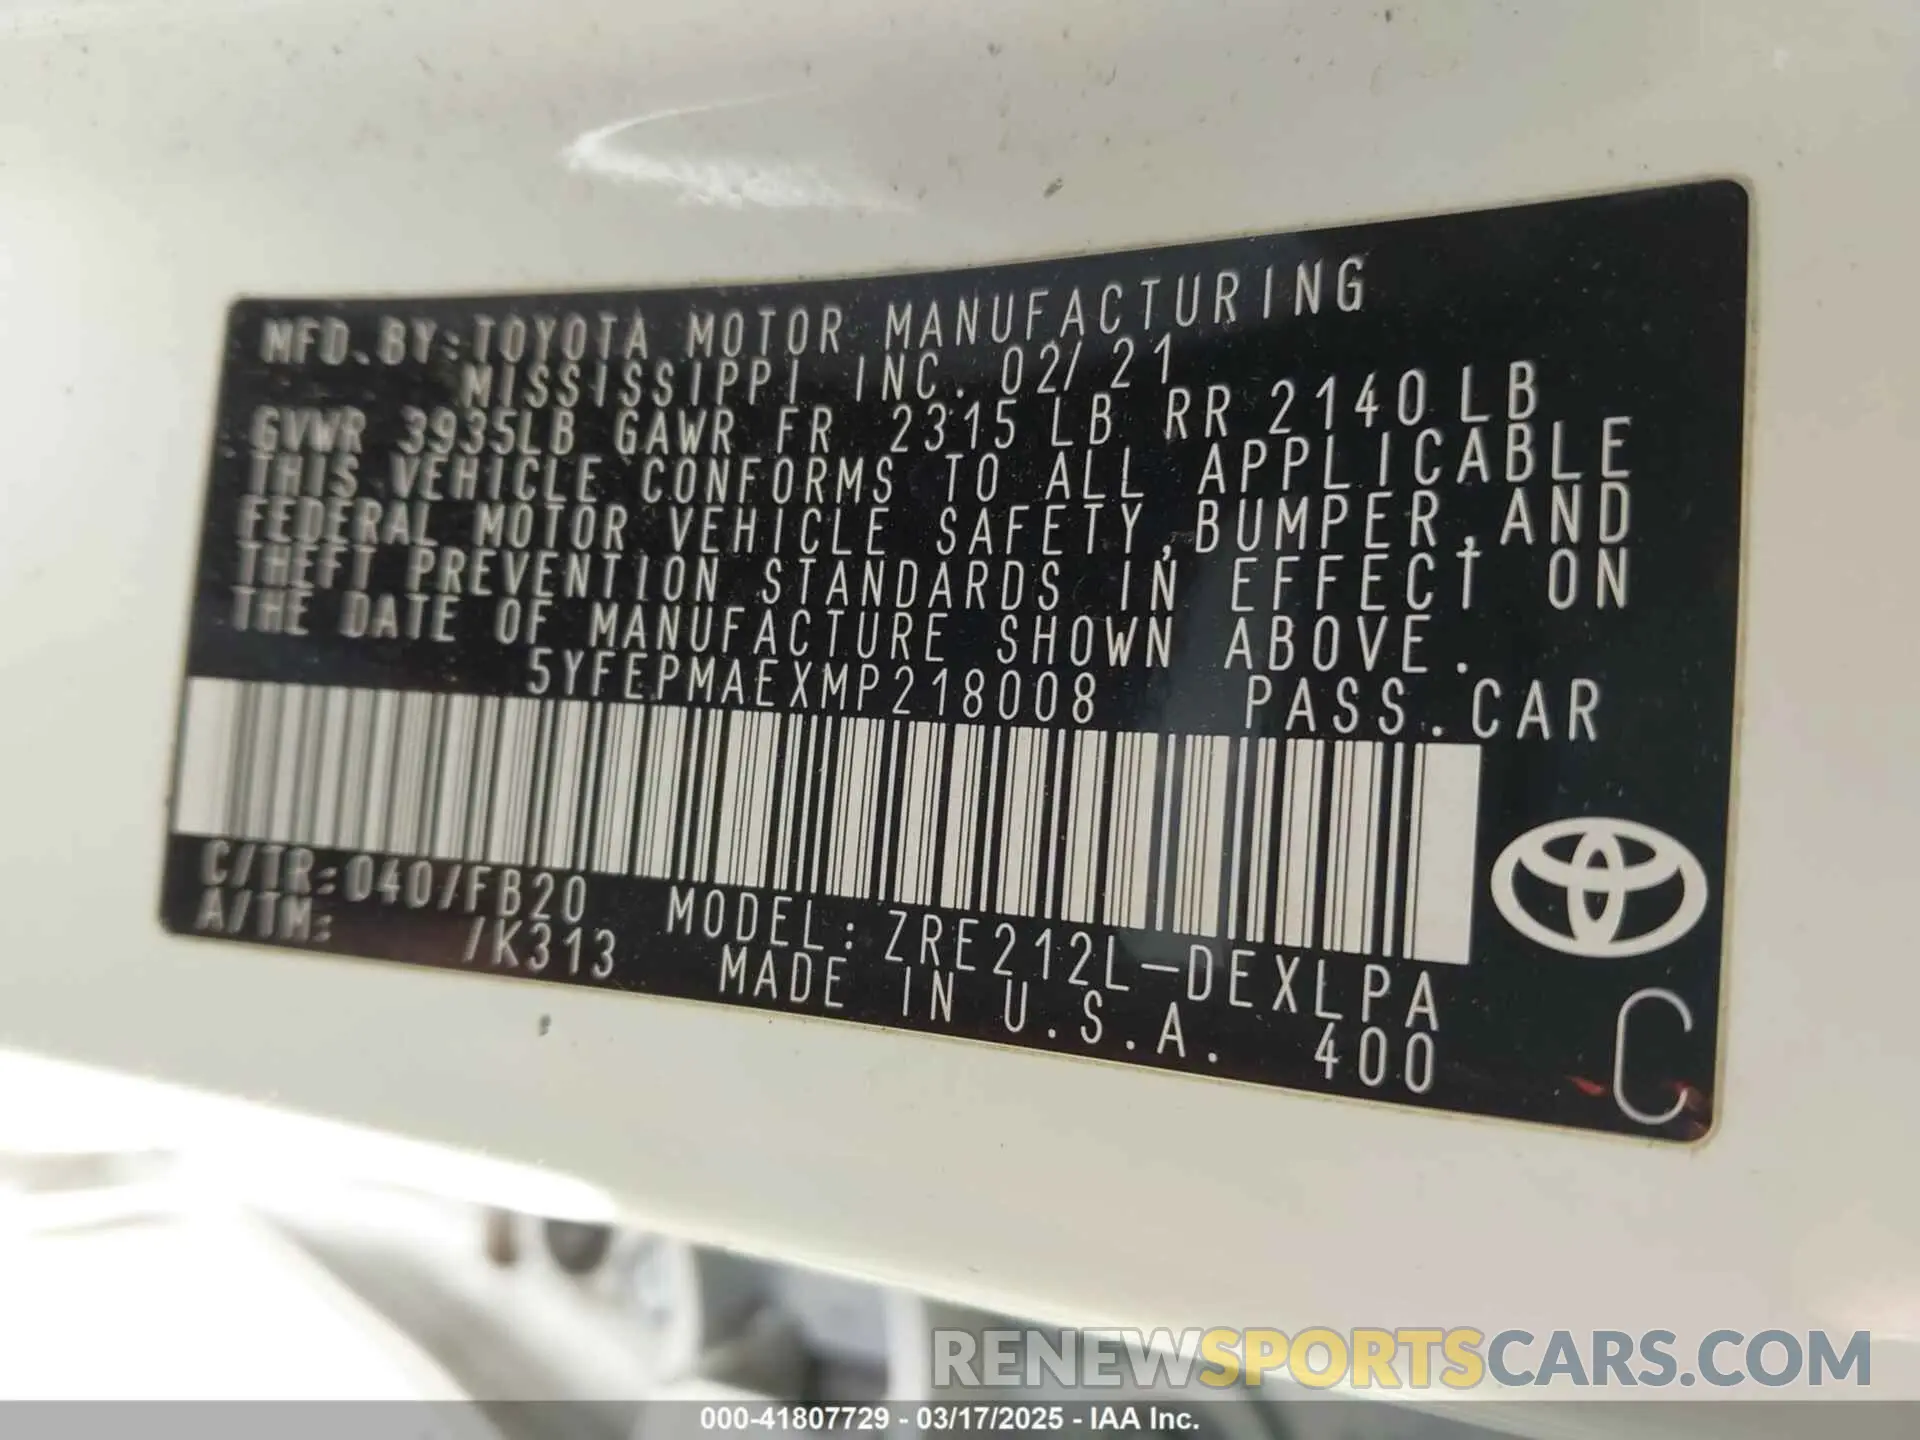 MFD. BY: TOYOTA MOTOR MANUFACTURING
MISSISSIPPI INC. 02/21
GVWR 3935LB GAWR FR 2315 LB RR 2140 LB
THIS VEHICLE CONFORMS TO ALL APPLICABLE
FEDERAL MOTOR VEHICLE SAFETY, BUMPER, AND
THEFT PREVENTION STANDARDS IN EFFECT ON
THE DATE OF MANUFACTURE SHOWN ABOVE.
5YFEPMAEXMP218008 PASS. CAR
C/TR: 040/FB20 MODEL: ZRE212L-DEXLPA
A/TM: /K313 MADE IN U.S.A. 400
C
RENEWSPORTSCARS.COM
000-41807729 - 03/17/2025 - IAA Inc.